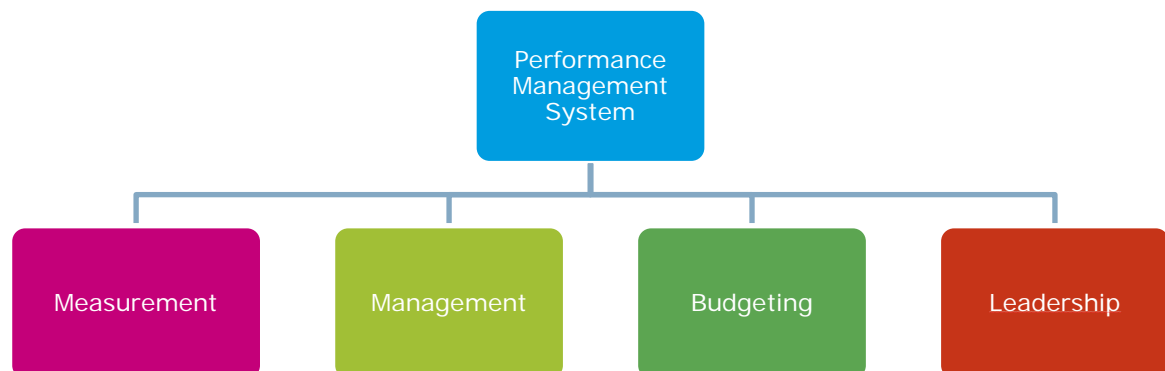 Performance
Management
System
Measurement
Management
Budgeting
Leadership